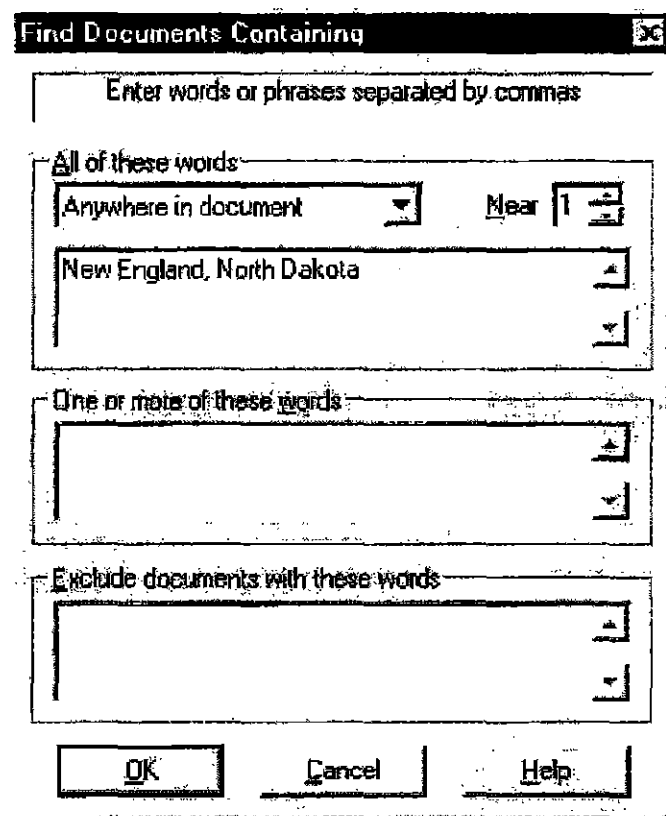 Find Documents Containing
Enter words or phrases separated by commas
All of these words
Anywhere in document Near 1
New England, North Dakota
One or more of these words
Exclude documents with these words
OK Cancel Help